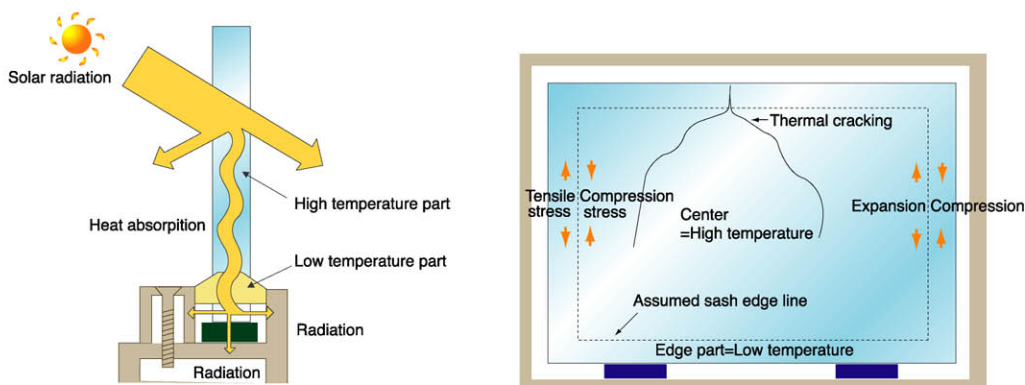 Solar radiation
High temperature part
Heat absorpition
Low temperature part
Radiation
Radiation
Thermal cracking
Tensile
stress
Compression
stress
Center
=High temperature
Expansion
Compression
Assumed sash edge line
Edge part=Low temperature